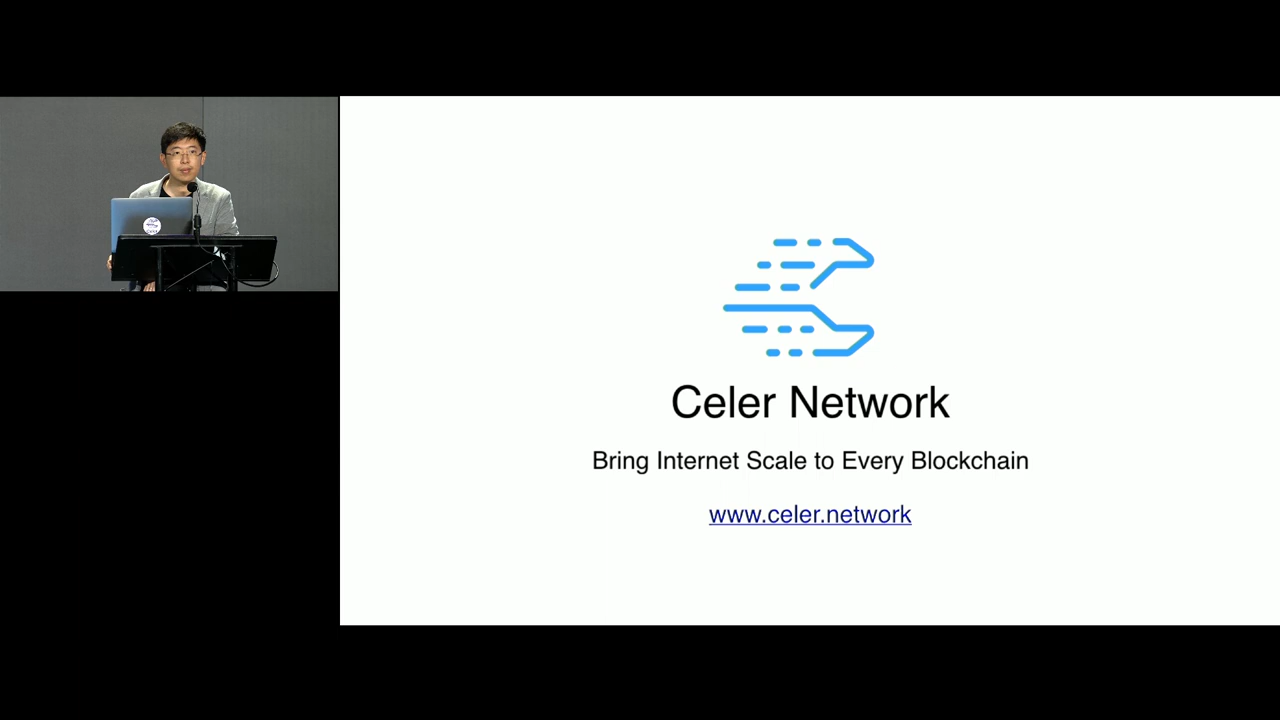 Celer Network
Bring Internet Scale to Every Blockchain
www.celer.network